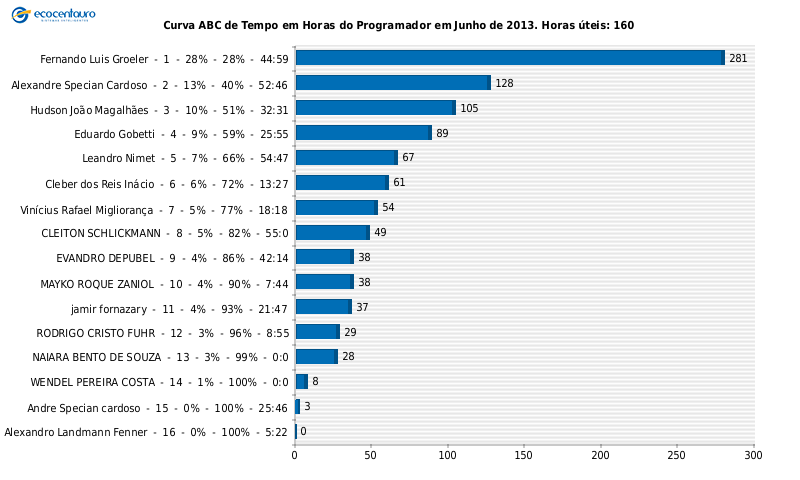 ecocentauro
Curva ABC de Tempo em Horas do Programador em Junho de 2013. Horas úteis: 160
Fernando Luis Groeler - 1 - 28% - 28% - 44:59 281
Alexandre Specian Cardoso - 2 - 13% - 40% - 52:46 128
Hudson João Magalhães - 3 - 10% - 51% - 32:31 105
Eduardo Gobetti - 4 - 9% - 59% - 25:55 89
Leandro Nimet - 5 - 7% - 66% - 54:47 67
Cleber dos Reis Inácio - 6 - 6% - 72% - 13:27 61
Vinícius Rafael Migliorança - 7 - 5% - 77% - 18:18 54
CLEITON SCHLICKMANN - 8 - 5% - 82% - 55:0 49
EVANDRO DEPUBEL - 9 - 4% - 86% - 42:14 38
MAYKO ROQUE ZANIOL - 10 - 4% - 90% - 7:44 38
jamir fornazary - 11 - 4% - 93% - 21:47 37
RODRIGO CRISTO FUHR - 12 - 3% - 96% - 8:55 29
NAIARA BENTO DE SOUZA - 13 - 3% - 99% - 0:0 28
WENDEL PEREIRA COSTA - 14 - 1% - 100% - 0:0 8
Andre Specian cardoso - 15 - 0% - 100% - 25:46 3
Alexandro Landmann Fenner - 16 - 0% - 100% - 5:22 0
0 50 100 150 200 250 300